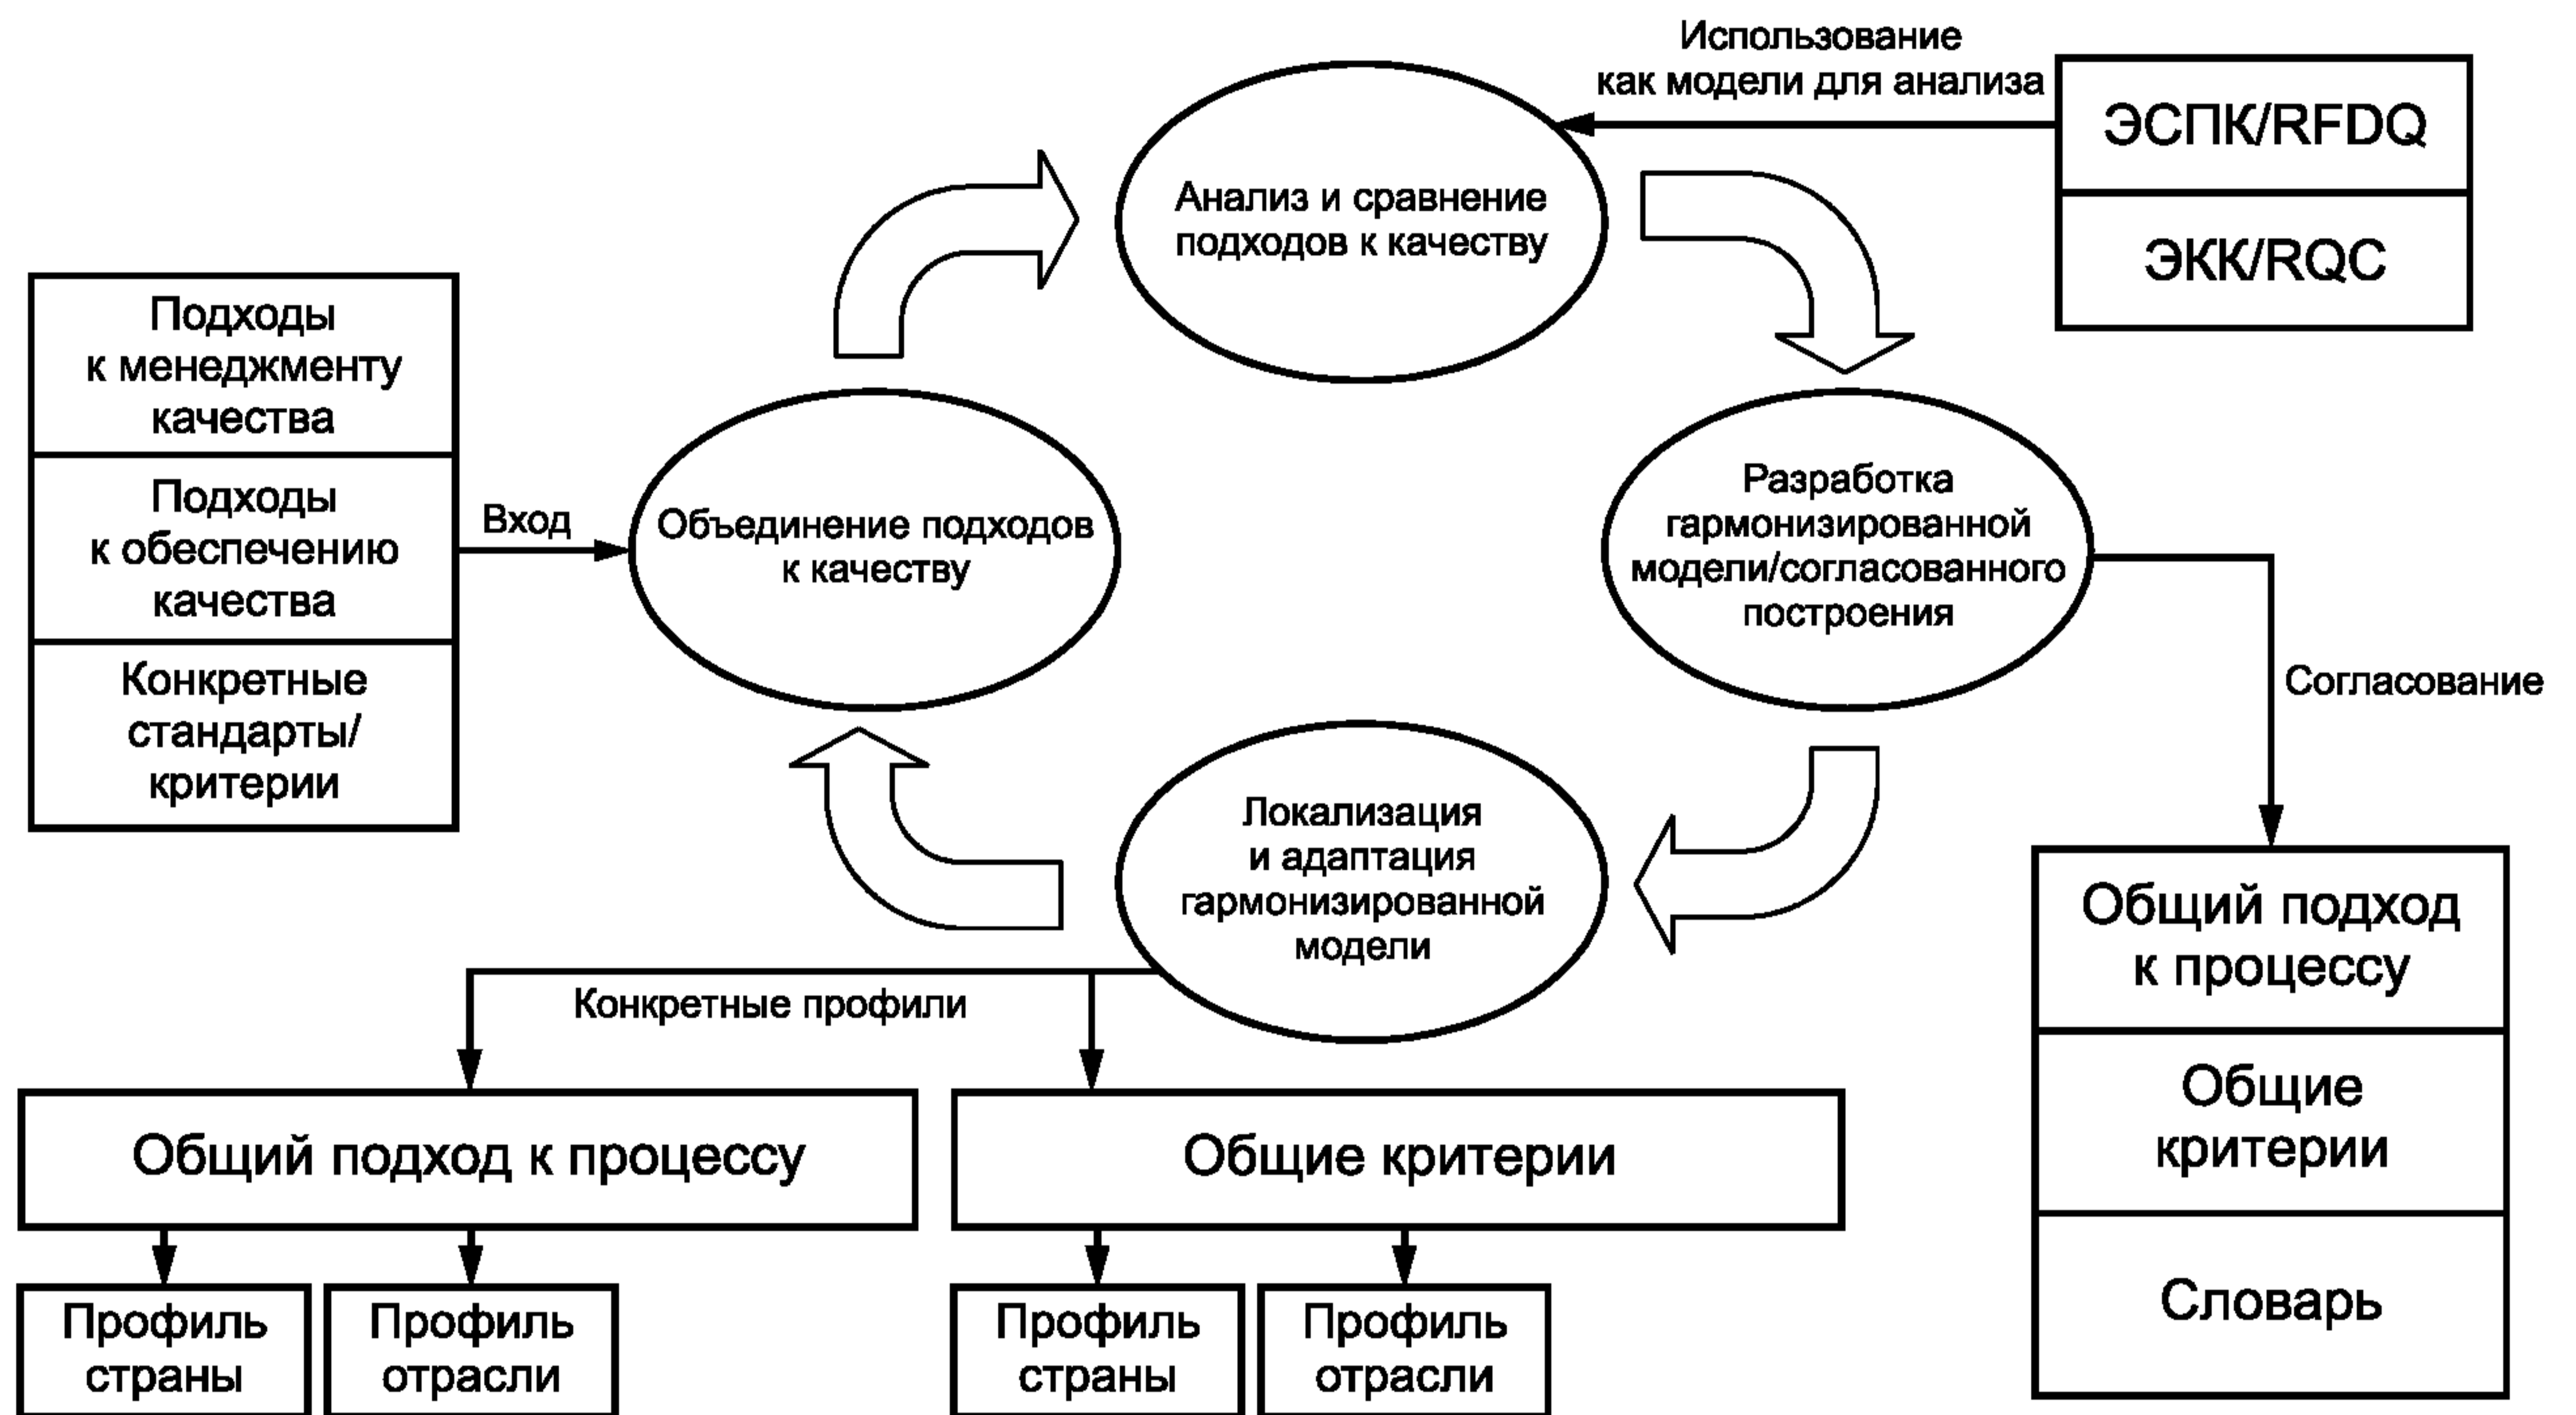 Использование
как модели для анализа
ЭСПК/RFDQ
ЭКК/RQC
Анализ и сравнение
подходов к качеству
Подходы
к менеджменту
качества
Подходы
к обеспечению
качества
Конкретные
стандарты/
критерии
Вход
Объединение подходов
к качеству
Разработка
гармонизированной
модели/согласованного
построения
Согласование
Локализация
и адаптация
гармонизированной
модели
Конкретные профили
Общий подход
к процессу
Общие
критерии
Словарь
Общий подход к процессу
Общие критерии
Профиль
страны
Профиль
отрасли
Профиль
страны
Профиль
отрасли